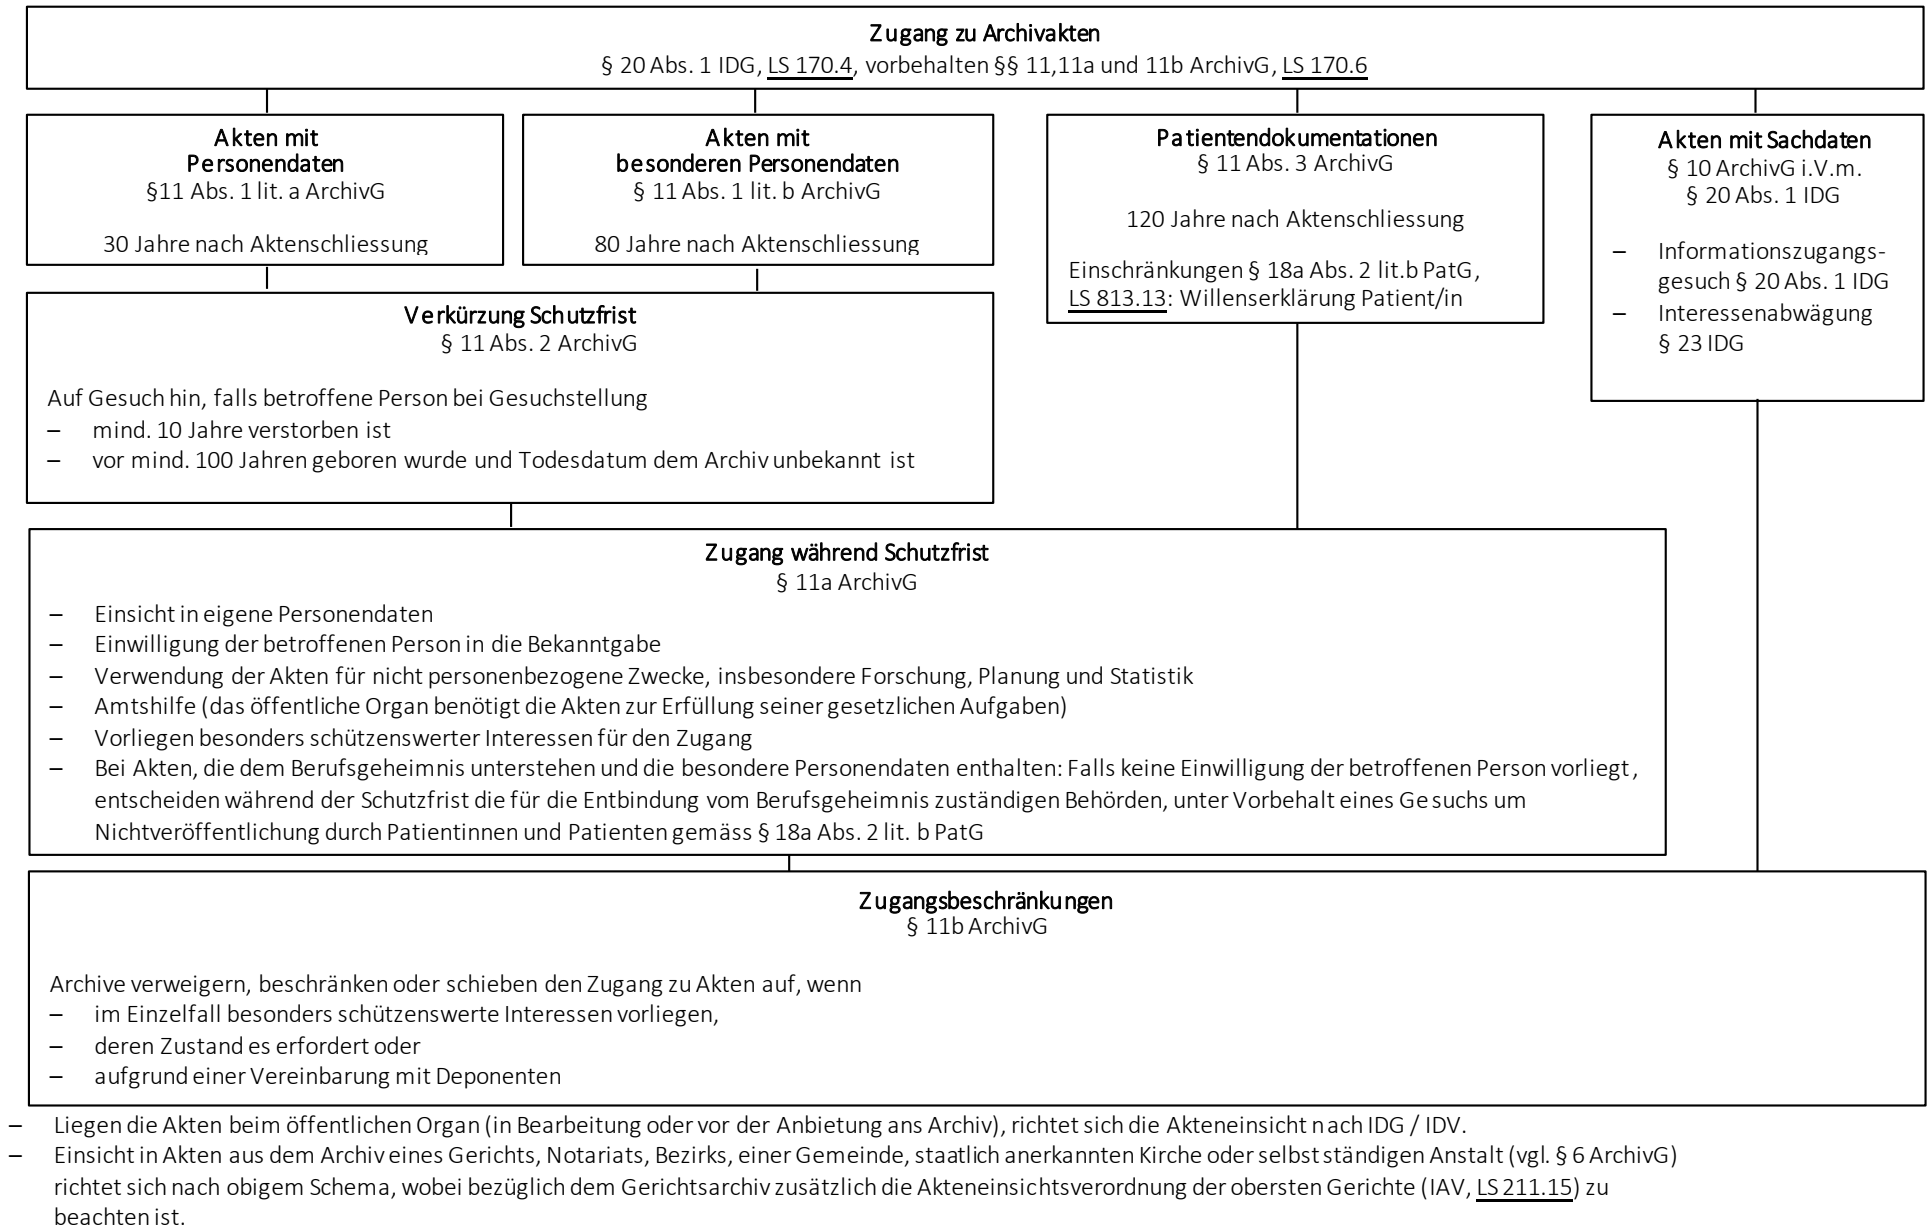 Zugang zu Archivakten
§ 20 Abs. 1 IDG, LS 170.4, vorbehalten §§ 11,11a und 11b ArchivG, LS 170.6
Akten mit
Personendaten
§11 Abs. 1 lit. a ArchivG
30 Jahre nach Aktenschliessung
Akten mit
besonderen Personendaten
§ 11 Abs. 1 lit. b ArchivG
80 Jahre nach Aktenschliessung
Patientendokumentationen
§ 11 Abs. 3 ArchivG
120 Jahre nach Aktenschliessung
Einschränkungen § 18a Abs. 2 lit.b PatG,
LS 813.13: Willenserklärung Patient/in
Akten mit Sachdaten
§ 10 ArchivG i.V.m.
§ 20 Abs. 1 IDG
– Informationszugangs-
gesuch § 20 Abs. 1 IDG
– Interessenabwägung
§ 23 IDG
Verkürzung Schutzfrist
§ 11 Abs. 2 ArchivG
Auf Gesuch hin, falls betroffene Person bei Gesuchstellung
– mind. 10 Jahre verstorben ist
– vor mind. 100 Jahren geboren wurde und Todesdatum dem Archiv unbekannt ist
Zugang während Schutzfrist
§ 11a ArchivG
– Einsicht in eigene Personendaten
– Einwilligung der betroffenen Person in die Bekanntgabe
– Verwendung der Akten für nicht personenbezogene Zwecke, insbesondere Forschung, Planung und Statistik
– Amtshilfe (das öffentliche Organ benötigt die Akten zur Erfüllung seiner gesetzlichen Aufgaben)
– Vorliegen besonders schützenswerter Interessen für den Zugang
– Bei Akten, die dem Berufsgeheimnis unterstehen und die besondere Personendaten enthalten: Falls keine Einwilligung der betroffenen Person vorliegt,
entscheiden während der Schutzfrist die für die Entbindung vom Berufsgeheimnis zuständigen Behörden, unter Vorbehalt eines Gesuchs um
Nichtveröffentlichung durch Patientinnen und Patienten gemäss § 18a Abs. 2 lit. b PatG
Zugangsbeschränkungen
§ 11b ArchivG
Archive verweigern, beschränken oder schieben den Zugang zu Akten auf, wenn
– im Einzelfall besonders schützenswerte Interessen vorliegen,
– deren Zustand es erfordert oder
– aufgrund einer Vereinbarung mit Deponenten
– Liegen die Akten beim öffentlichen Organ (in Bearbeitung oder vor der Anbietung ans Archiv), richtet sich die Akteneinsicht nach IDG / IDV.
– Einsicht in Akten aus dem Archiv eines Gerichts, Notariats, Bezirks, einer Gemeinde, staatlich anerkannten Kirche oder selbstständigen Anstalt (vgl. § 6 ArchivG)
richtet sich nach obigem Schema, wobei bezüglich dem Gerichtsarchiv zusätzlich die Akteneinsichtsverordnung der obersten Gerichte (IAV, LS 211.15) zu
beachten ist.